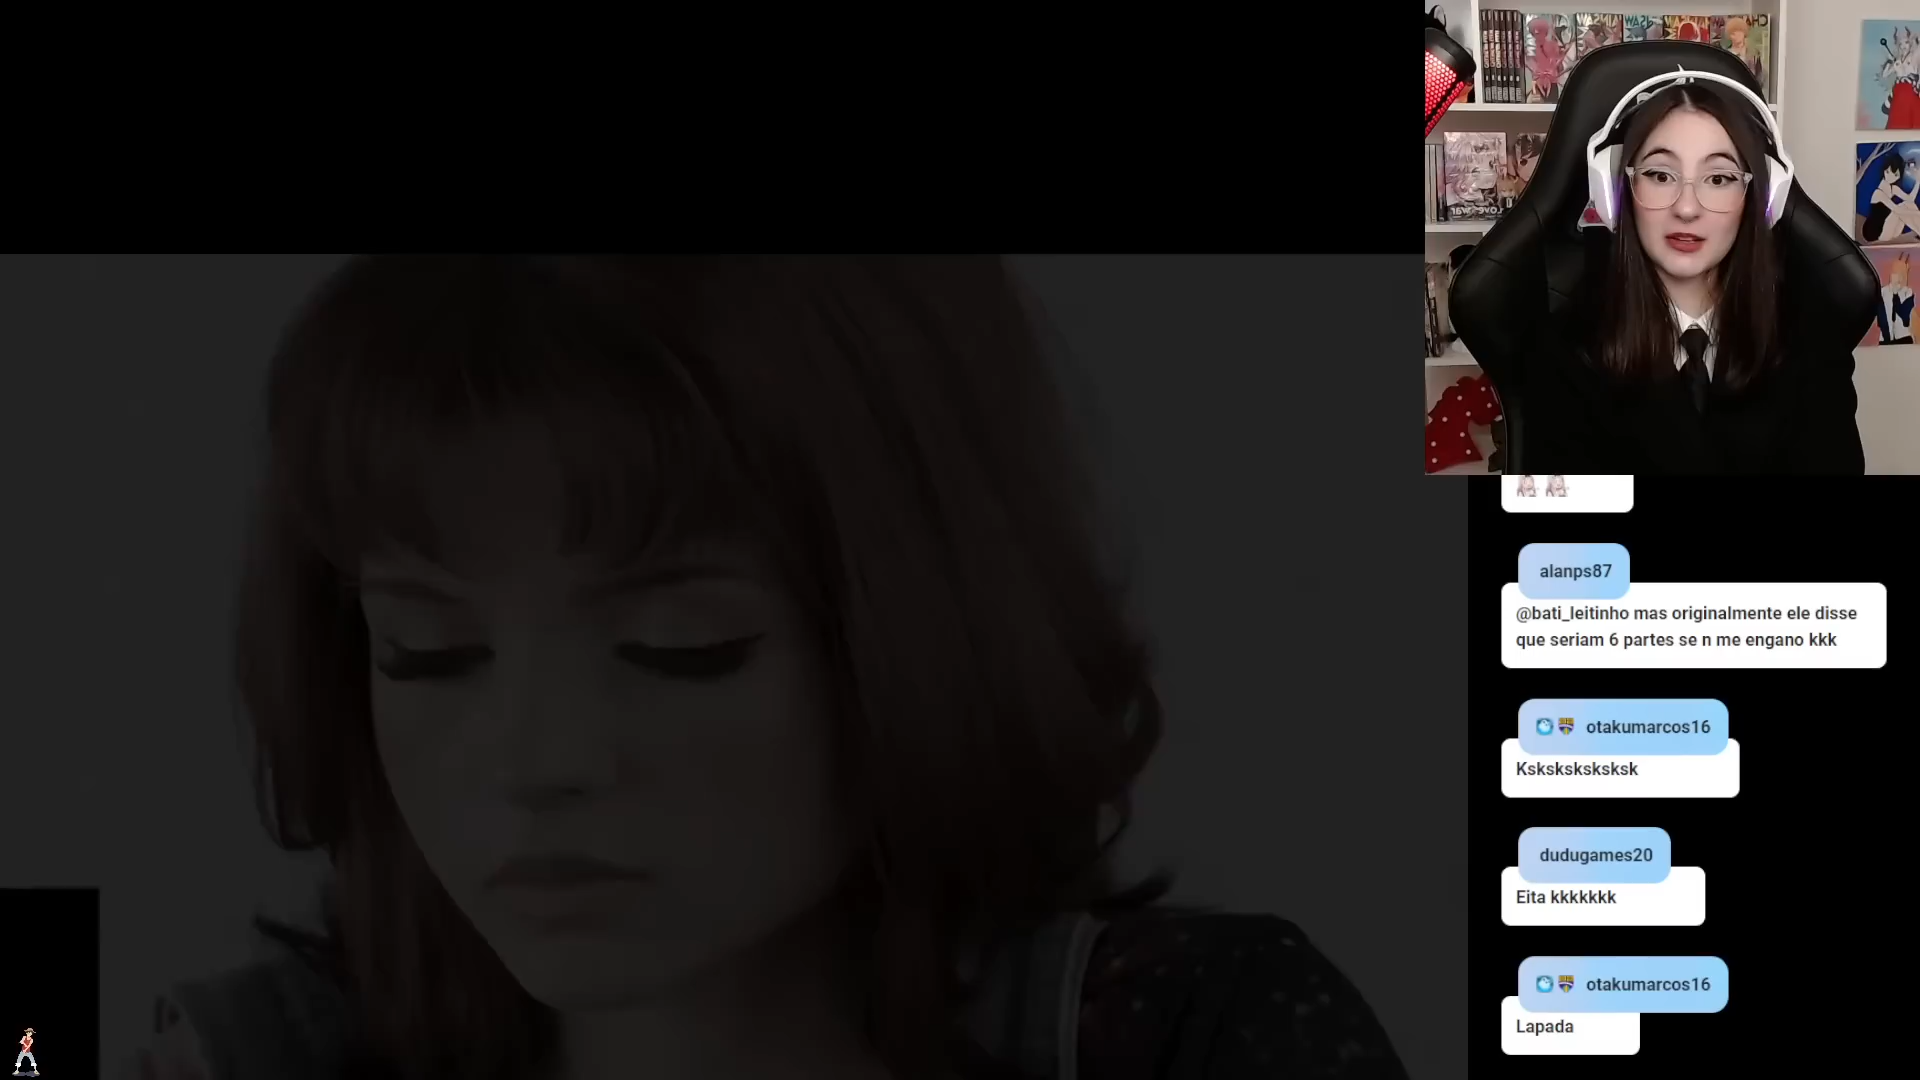 alanps87
@bati_leitinho mas originalmente ele disse
que seriam 6 partes se n me engano kkk
otakumarcos16
Ksksksksksksk
dudugames20
Eita kkkkkkk
otakumarcos16
Lapada